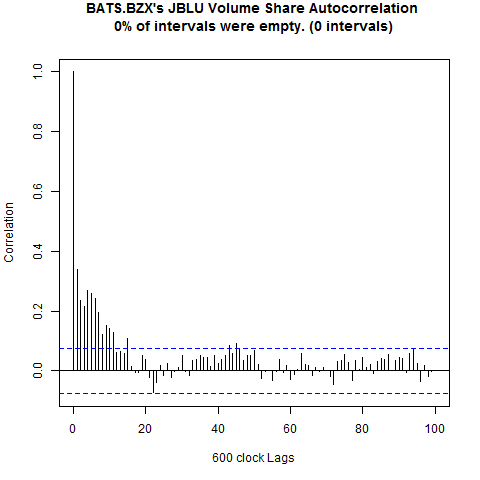 BATS.BZX's JBLU Volume Share Autocorrelation
0% of intervals were empty. (0 intervals)
Correlation
1.0
0.8
0.6
0.4
0.2
0.0
0 20 40 60 80 100
600 clock Lags